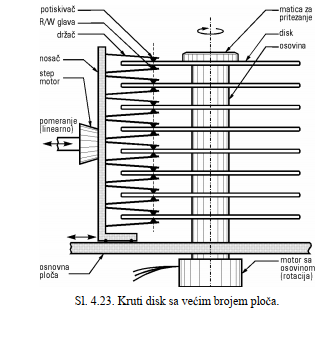 potiskivač
R/W glava
držač
nosač
step
motor
pomeranje
(linearno)
osnovna
ploča
matica za
pritezanje
disk
osovina
motor sa
osovinom
(rotacija)
Sl. 4.23. Kruti disk sa većim brojem ploča.